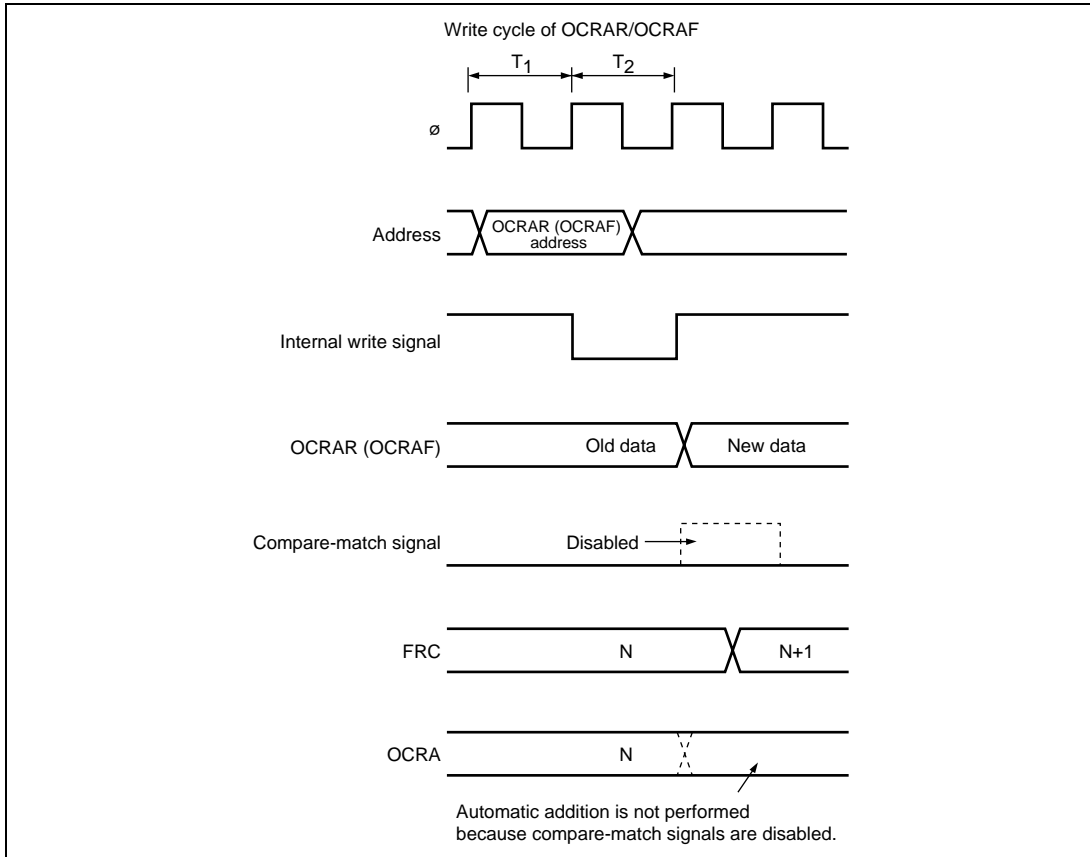 Write cycle of OCRAR/OCRAF
T1 T2
ø
Address
OCRAR (OCRAF)
address
Internal write signal
OCRAR (OCRAF) Old data New data
Compare-match signal Disabled
FRC N N+1
OCRA N
Automatic addition is not performed
because compare-match signals are disabled.